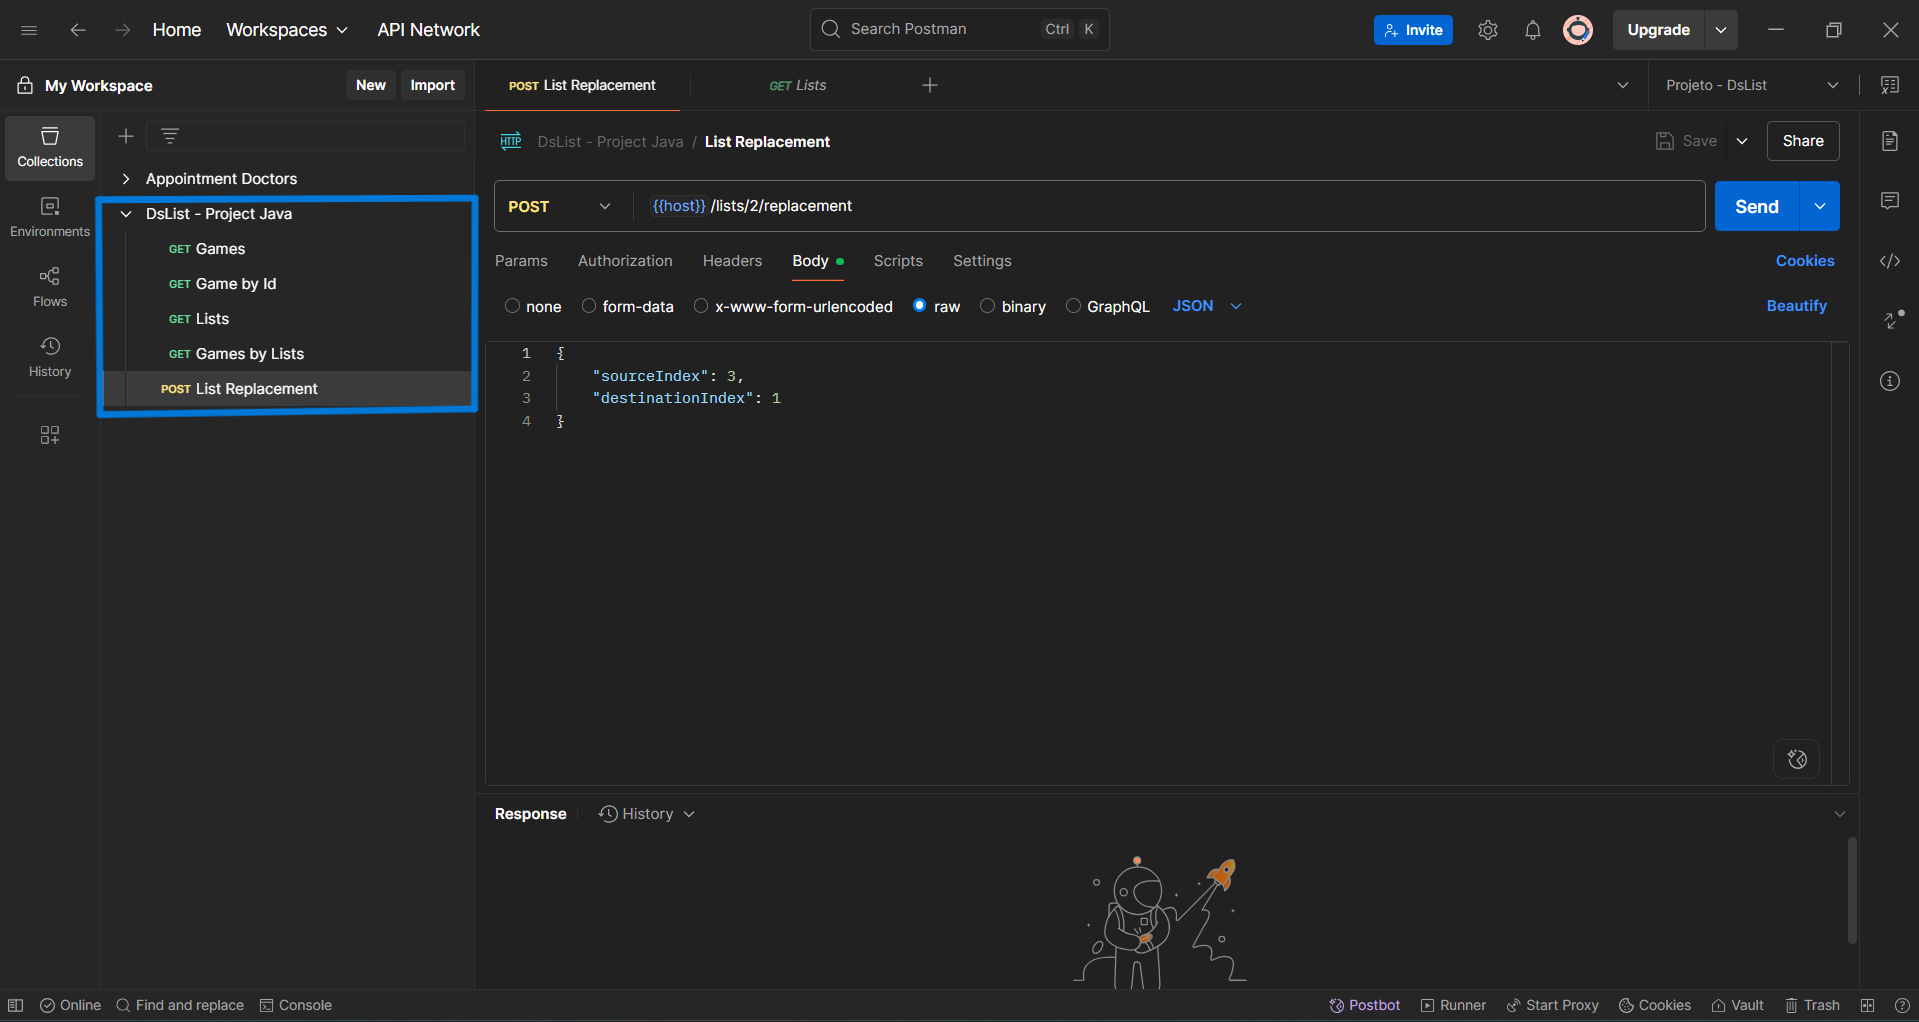 Home Workspaces API Network Search Postman Ctrl K Invite Upgrade
My Workspace New Import POST List Replacement GET Lists Projeto - DsList
Collections
Environments
Flows
History
Appointment Doctors
DsList - Project Java
GET Games
GET Game by Id
GET Lists
GET Games by Lists
POST List Replacement
HTTP DsList - Project Java / List Replacement Save Share
POST {{host}} /lists/2/replacement Send
Params Authorization Headers Body Scripts Settings Cookies
none form-data x-www-form-urlencoded raw binary GraphQL JSON Beautify
1 {
2 "sourceIndex": 3,
3 "destinationIndex": 1
4 }
Response History
Online Find and replace Console Postbot Runner Start Proxy Cookies Vault Trash